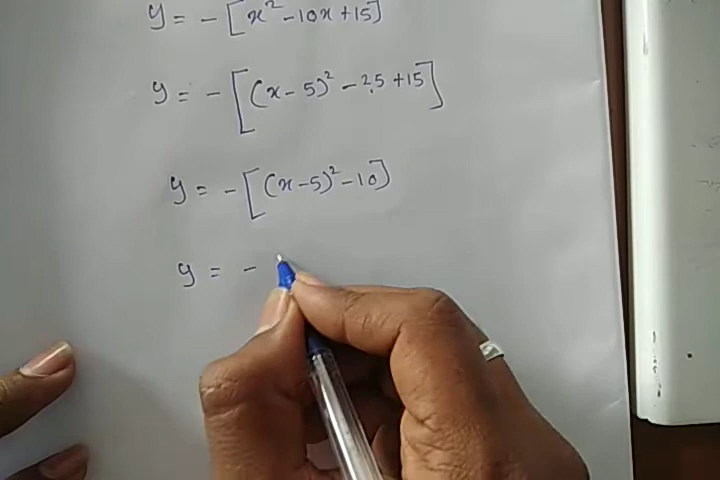 y = - [x² - 10x + 15]
y = - [(x - 5)² - 25 + 15]
y = - [(x - 5)² - 10]
y = -